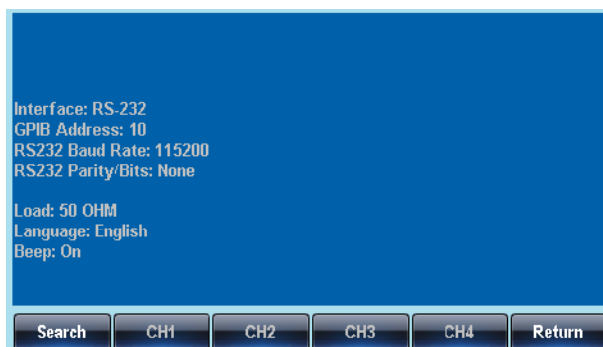 Interface: RS-232
GPIB Address: 10
RS232 Baud Rate: 115200
RS232 Parity/Bits: None
Load: 50 OHM
Language: English
Beep: On
Search CH1 CH2 CH3 CH4 Return